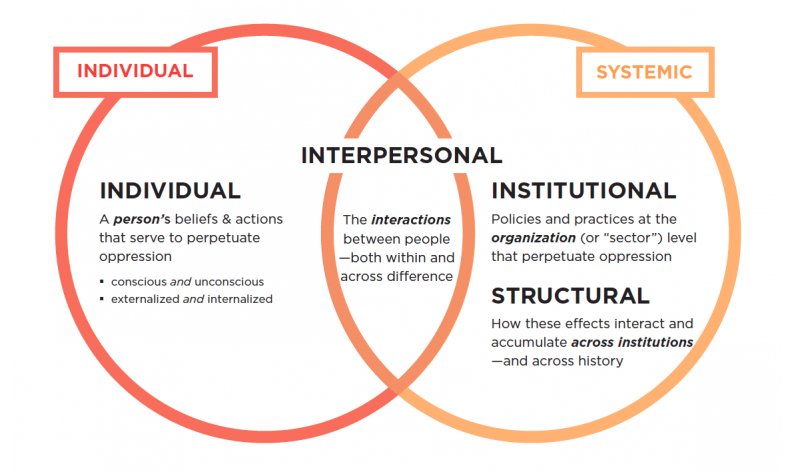 INDIVIDUAL
SYSTEMIC
INTERPERSONAL
INDIVIDUAL
A person's beliefs & actions
that serve to perpetuate
oppression
▪ conscious and unconscious
▪ externalized and internalized
The interactions
between people
—both within and
across difference
INSTITUTIONAL
Policies and practices at the
organization (or “sector”) level
that perpetuate oppression
STRUCTURAL
How these effects interact and
accumulate across institutions
—and across history